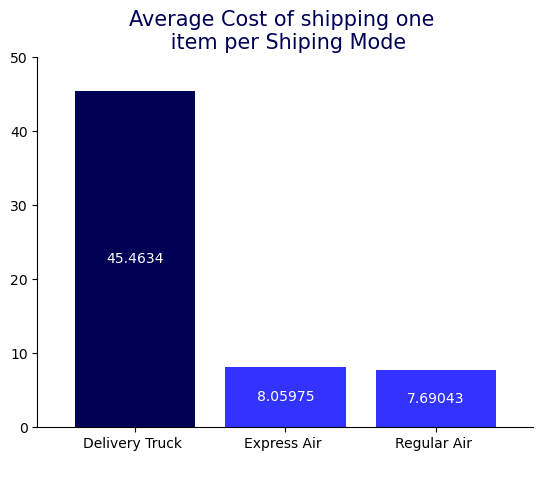 Average Cost of shipping one
item per Shiping Mode
50
40
30
20
10
0
45.4634
8.05975
7.69043
Delivery Truck
Express Air
Regular Air